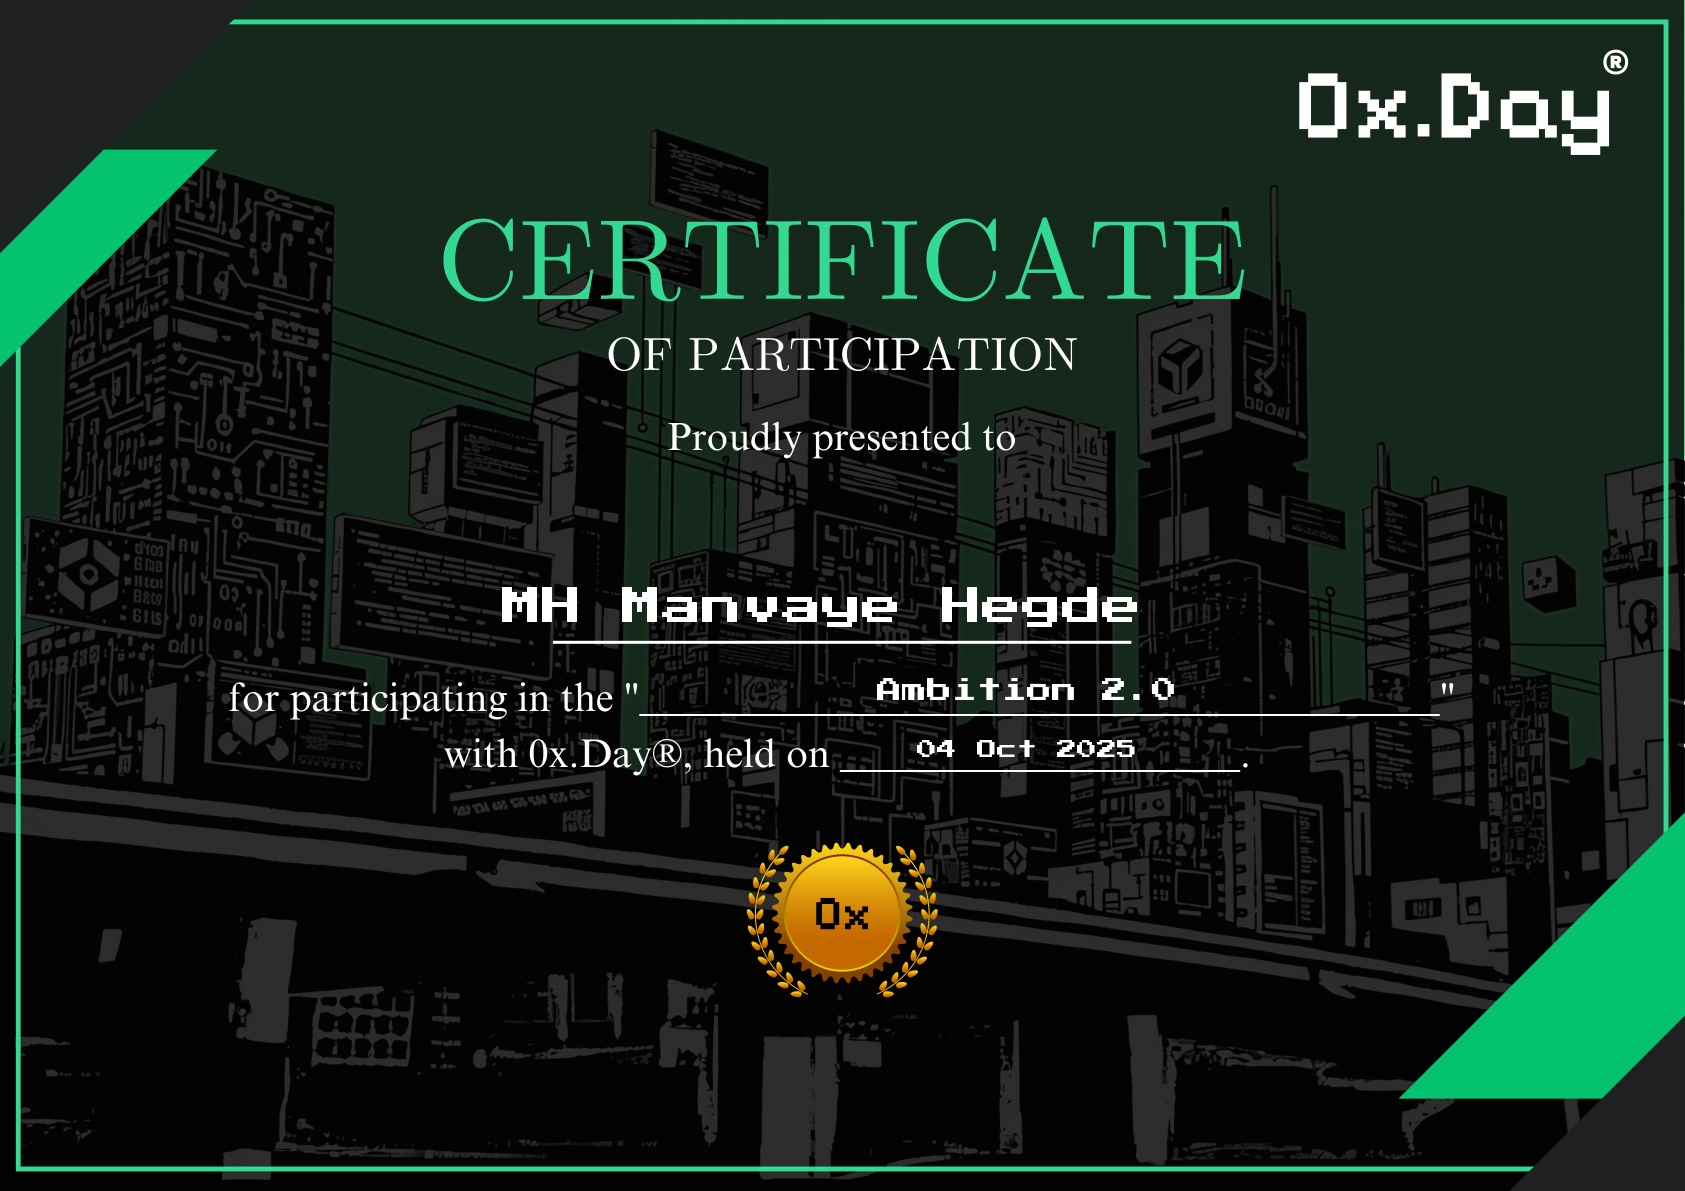 0x.Day®
CERTIFICATE
OF PARTICIPATION
Proudly presented to
MH Manvaye Hegde
for participating in the "Ambition 2.0"
with 0x.Day®, held on 04 Oct 2025.
0x